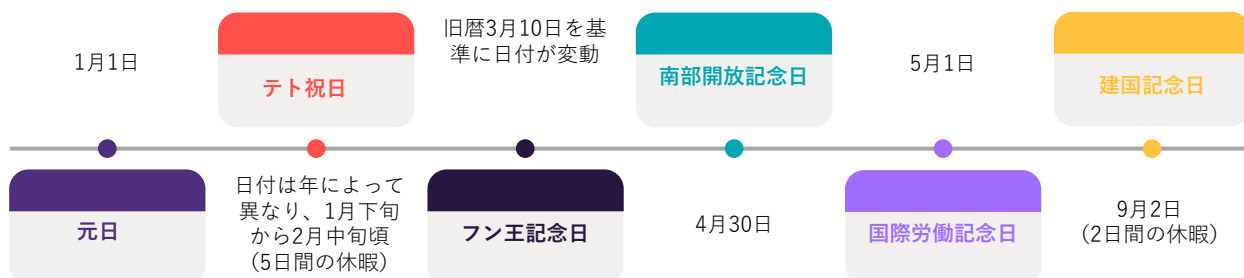 1月1日
元日
テト祝日
日付は年によって
異なり、1月下旬
から2月中旬頃
(5日間の休暇)
旧暦3月10日を基
準に日付が変動
フン王記念日
南部開放記念日
4月30日
5月1日
国際労働記念日
建国記念日
9月2日
(2日間の休暇)